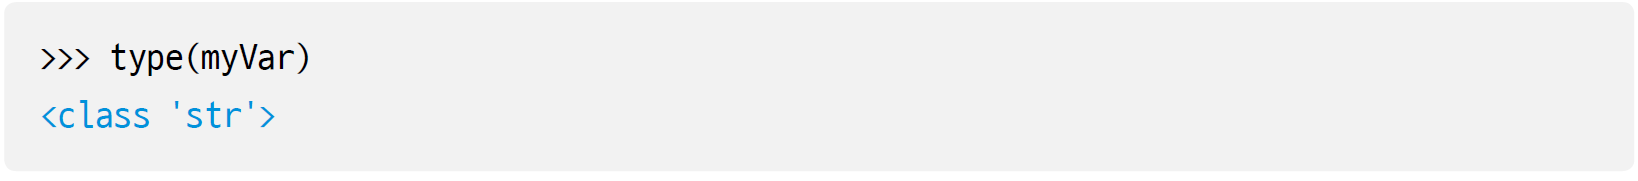 >>> type(myVar)
<class 'str'>